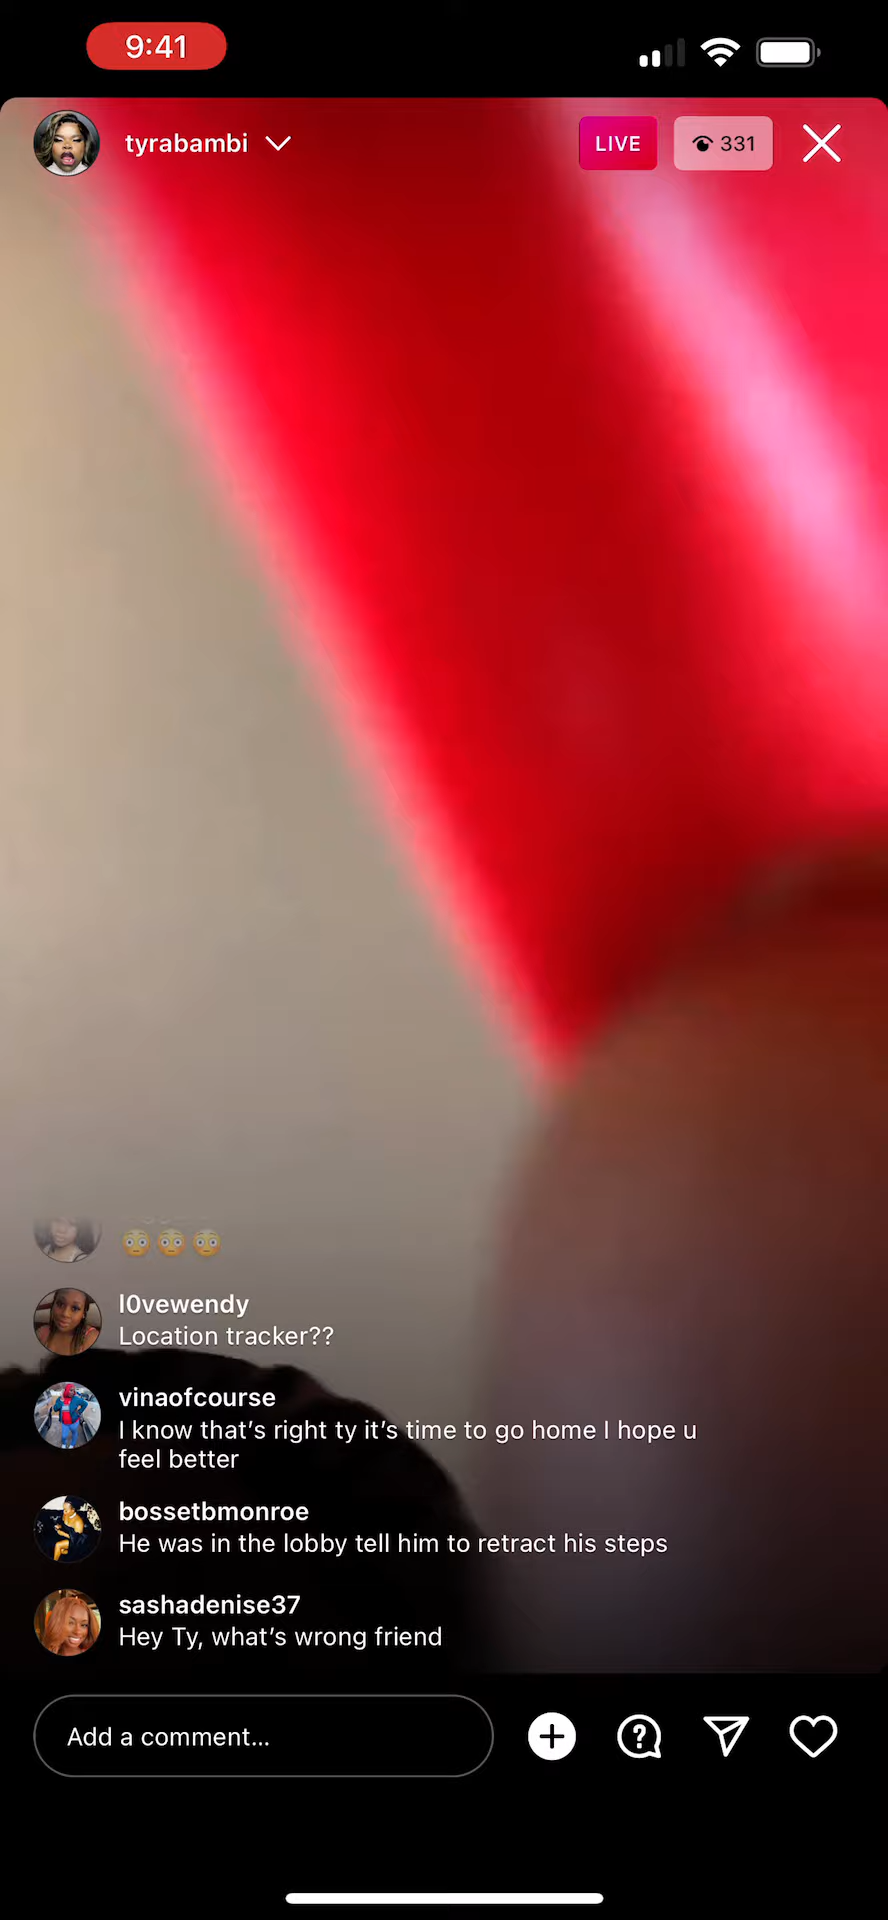 9:41
tyrabambi
LIVE
331
l0vewendy
Location tracker??
vinaofcourse
I know that’s right ty it’s time to go home I hope u
feel better
bossetbmonroe
He was in the lobby tell him to retract his steps
sashadenise37
Hey Ty, what’s wrong friend
Add a comment...